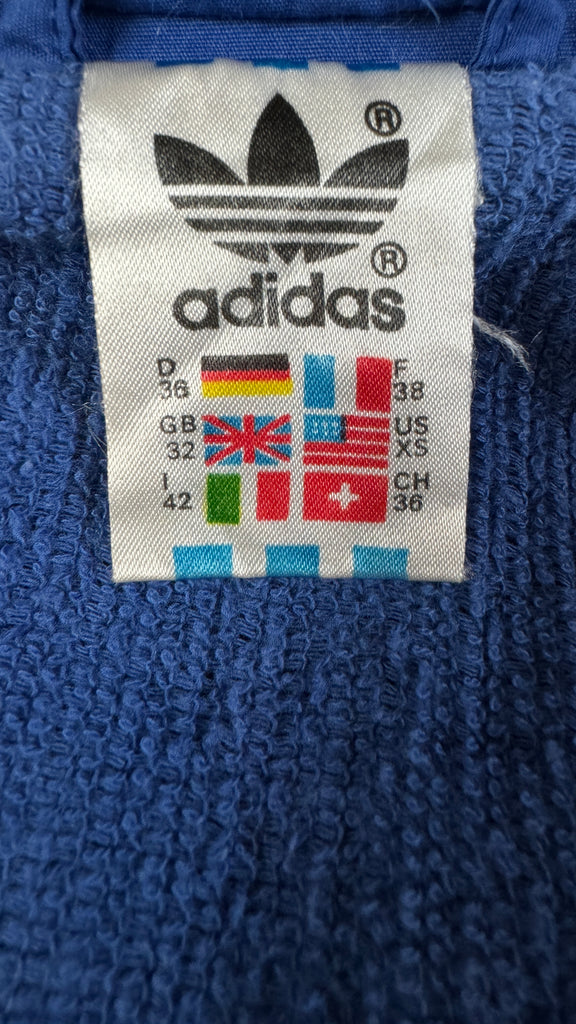 ®
®
adidas
D 36 F 38
GB 32 US XS
I 42 CH 36